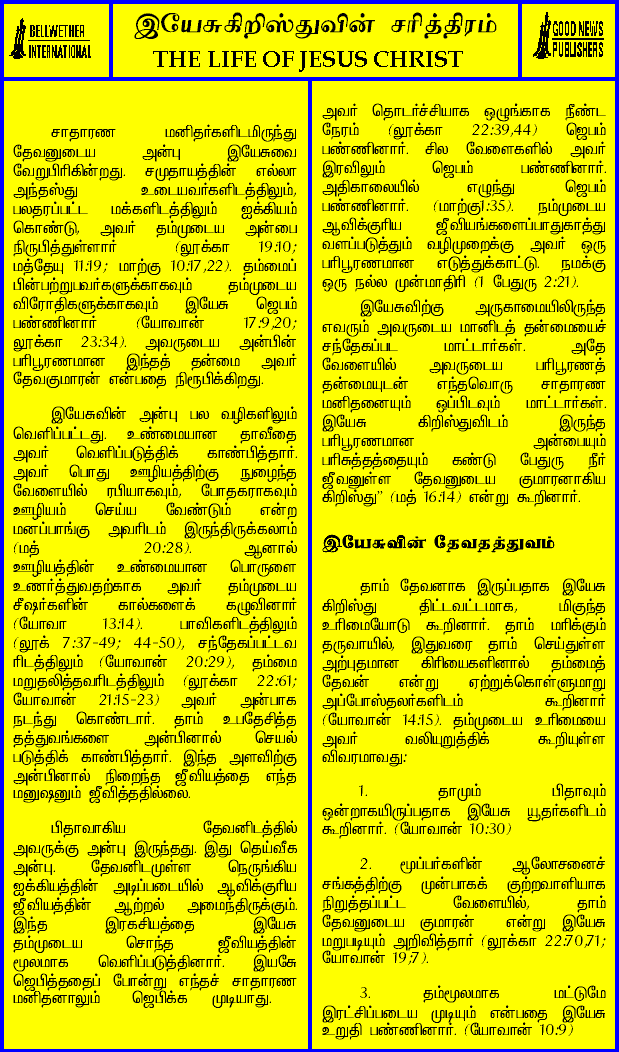 BELLWETHER
INTERNATIONAL
இயேசுகிறிஸ்துவின் சரித்திரம்
THE LIFE OF JESUS CHRIST
GOOD NEWS
PUBLISHERS
சாதாரண மனிதர்களிடமிருந்து
தேவனுடைய அன்பு இயேசுவை
வேறுபிரிகின்றது. சமுதாயத்தின் எல்லா
அந்தஸ்து உடையவர்களிடத்திலும்,
பலதரப்பட்ட மக்களிடத்திலும் ஐக்கியம்
கொண்டு, அவர் தம்முடைய அன்பை
நிருபித்துள்ளார் (லூக்கா 19:10;
மத்தேயு 11:19; மாற்கு 10:17,22). தம்மைப்
பின்பற்றுபவர்களுக்காகவும் தம்முடைய
விரோதிகளுக்காகவும் இயேசு ஜெபம்
பண்ணினார் (யோவான் 17:9,20;
லூக்கா 23:34). அவருடைய அன்பின்
பரிபூரணமான இந்தத் தன்மை அவர்
தேவகுமாரன் என்பதை நிரூபிக்கிறது.
இயேசுவின் அன்பு பல வழிகளிலும்
வெளிப்பட்டது. உண்மையான தாவீதை
அவர் வெளிப்படுத்திக் காண்பித்தார்.
அவர் பொது ஊழியத்திற்கு நுழைந்த
வேளையில் ரபியாகவும், போதகராகவும்
ஊழியம் செய்ய வேண்டும் என்ற
மனப்பாங்கு அவரிடம் இருந்திருக்கலாம்
(மத் 20:28). ஆனால்
ஊழியத்தின் உண்மையான பொருளை
உணர்த்துவதற்காக அவர் தம்முடைய
சீஷர்களின் கால்களைக் கழுவினார்
(யோவா 13:14). பாவிகளிடத்திலும்
(லூக் 7:37-49; 44-50), சந்தேகப்பட்டவ
ரிடத்திலும் (யோவான் 20:29), தம்மை
மறுதலித்தவரிடத்திலும் (லூக்கா 22:61;
யோவான் 21:15-23) அவர் அன்பாக
நடந்து கொண்டார். தாம் உபதேசித்த
தத்துவங்களை அன்பினால் செயல்
படுத்திக் காண்பித்தார். இந்த அளவிற்கு
அன்பினால் நிறைந்த ஜீவியத்தை எந்த
மனுஷனும் ஜீவித்ததில்லை.
பிதாவாகிய தேவனிடத்தில்
அவருக்கு அன்பு இருந்தது. இது தெய்வீக
அன்பு. தேவனிடமுள்ள நெருங்கிய
ஐக்கியத்தின் அடிப்படையில் ஆவிக்குரிய
ஜீவியத்தின் ஆற்றல் அமைந்திருக்கும்.
இந்த இரகசியத்தை இயேசு
தம்முடைய சொந்த ஜீவியத்தின்
மூலமாக வெளிப்படுத்தினார். இயசே
ஜெபித்ததைப் போன்று எந்தச் சாதாரண
மனிதனாலும் ஜெபிக்க முடியாது.
அவர் தொடர்ச்சியாக ஒழுங்காக நீண்ட
நேரம் (லூக்கா 22:39,44) ஜெபம்
பண்ணினார். சில வேளைகளில் அவர்
இரவிலும் ஜெபம் பண்ணினார்.
அதிகாலையில் எழுந்து ஜெபம்
பண்ணினார். (மாற்கு1:35). நம்முடைய
ஆவிக்குரிய ஜீவியங்களைப்பாதுகாத்து
வளப்படுத்தும் வழிமுறைக்கு அவர் ஒரு
பரிபூரணமான எடுத்துக்காட்டு. நமக்கு
ஒரு நல்ல முன்மாதிரி (1 பேதுரு 2:21).
இயேசுவிற்கு அருகாமையிலிருந்த
எவரும் அவருடைய மானிடத் தன்மையைச்
சந்தேகப்பட மாட்டார்கள். அதே
வேளையில் அவருடைய பரிபூரணத்
தன்மையுடன் எந்தவொரு சாதாரண
மனிதனையும் ஒப்பிடவும் மாட்டார்கள்.
இயேசு கிறிஸ்துவிடம் இருந்த
பரிபூரணமான அன்பையும்
பரிசுத்தத்தையும் கண்டு பேதுரு நீர்
ஜீவனுள்ள தேவனுடைய குமாரனாகிய
கிறிஸ்து" (மத் 16:14) என்று கூறினார்.
இயேசுவின் தேவதத்துவம்
தாம் தேவனாக இருப்பதாக இயேசு
கிறிஸ்து திட்டவட்டமாக, மிகுந்த
உரிமையோடு கூறினார். தாம் மரிக்கும்
தருவாயில், இதுவரை தாம் செய்துள்ள
அற்புதமான கிரியைகளினால் தம்மைத்
தேவன் என்று ஏற்றுக்கொள்ளுமாறு
அப்போஸ்தலர்களிடம் கூறினார்
(யோவான் 14:15). தம்முடைய உரிமையை
அவர் வலியுறுத்திக் கூறியுள்ள
விவரமாவது:
1. தாமும் பிதாவும்
ஒன்றாகயிருப்பதாக இயேசு யூதர்களிடம்
கூறினார். (யோவான் 10:30)
2. மூப்பர்களின் ஆலோசனைச்
சங்கத்திற்கு முன்பாகக் குற்றவாளியாக
நிறுத்தப்பட்ட வேளையில், தாம்
தேவனுடைய குமாரன் என்று இயேசு
மறுபடியும் அறிவித்தார் (லூக்கா 22:70,71;
யோவான் 19;7).
3. தம்மூலமாக மட்டுமே
இரட்சிப்படைய முடியும் என்பதை இயேசு
உறுதி பண்ணினார். (யோவான் 10:9)